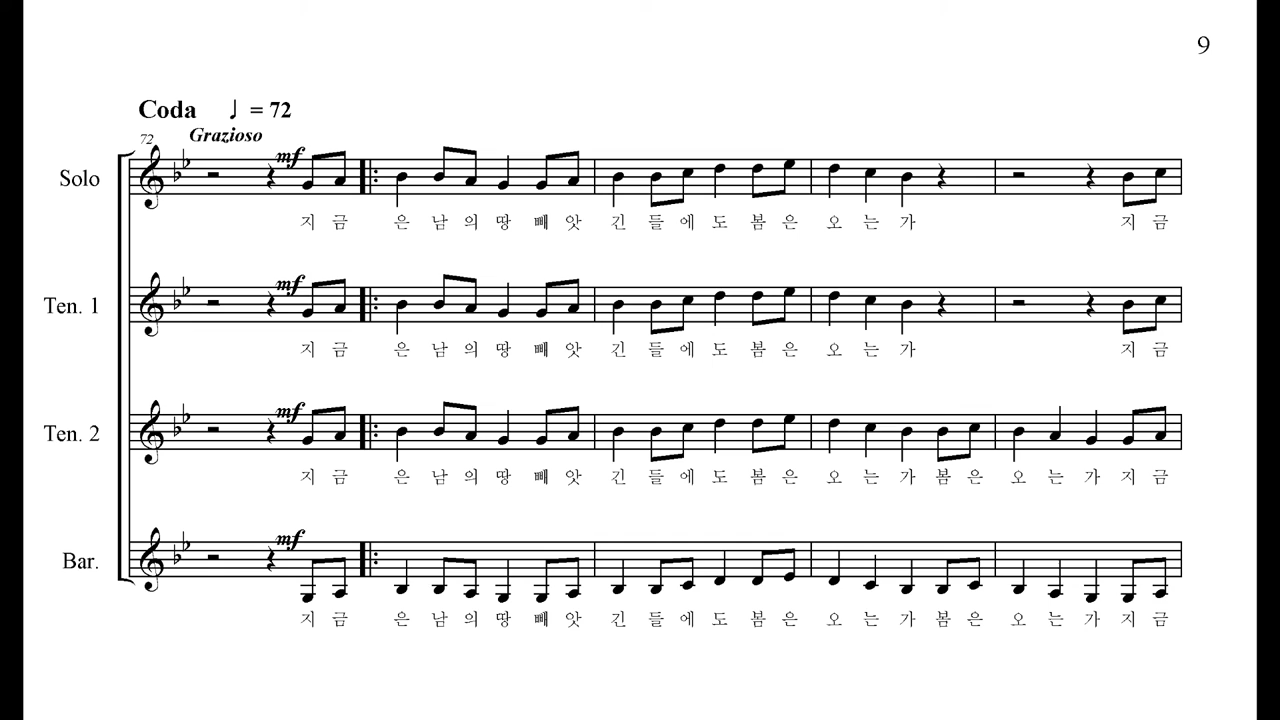 9
Coda ♩ = 72
72 Grazioso
Solo mf
지 금 은 남 의 땅 빼 앗 긴 들 에 도 봄 은 오 는 가 지 금
Ten. 1 mf
지 금 은 남 의 땅 빼 앗 긴 들 에 도 봄 은 오 는 가 지 금
Ten. 2 mf
지 금 은 남 의 땅 빼 앗 긴 들 에 도 봄 은 오 는 가 봄 은 오 는 가 지 금
Bar. mf
지 금 은 남 의 땅 빼 앗 긴 들 에 도 봄 은 오 는 가 봄 은 오 는 가 지 금